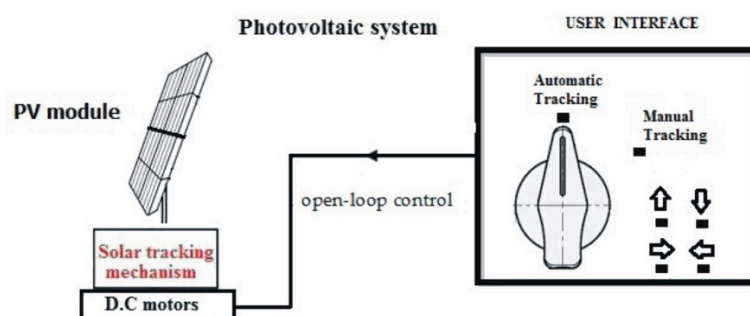 Photovoltaic system
USER INTERFACE
PV module
Automatic
Tracking
Manual
Tracking
open-loop control
Solar tracking
mechanism
D.C motors